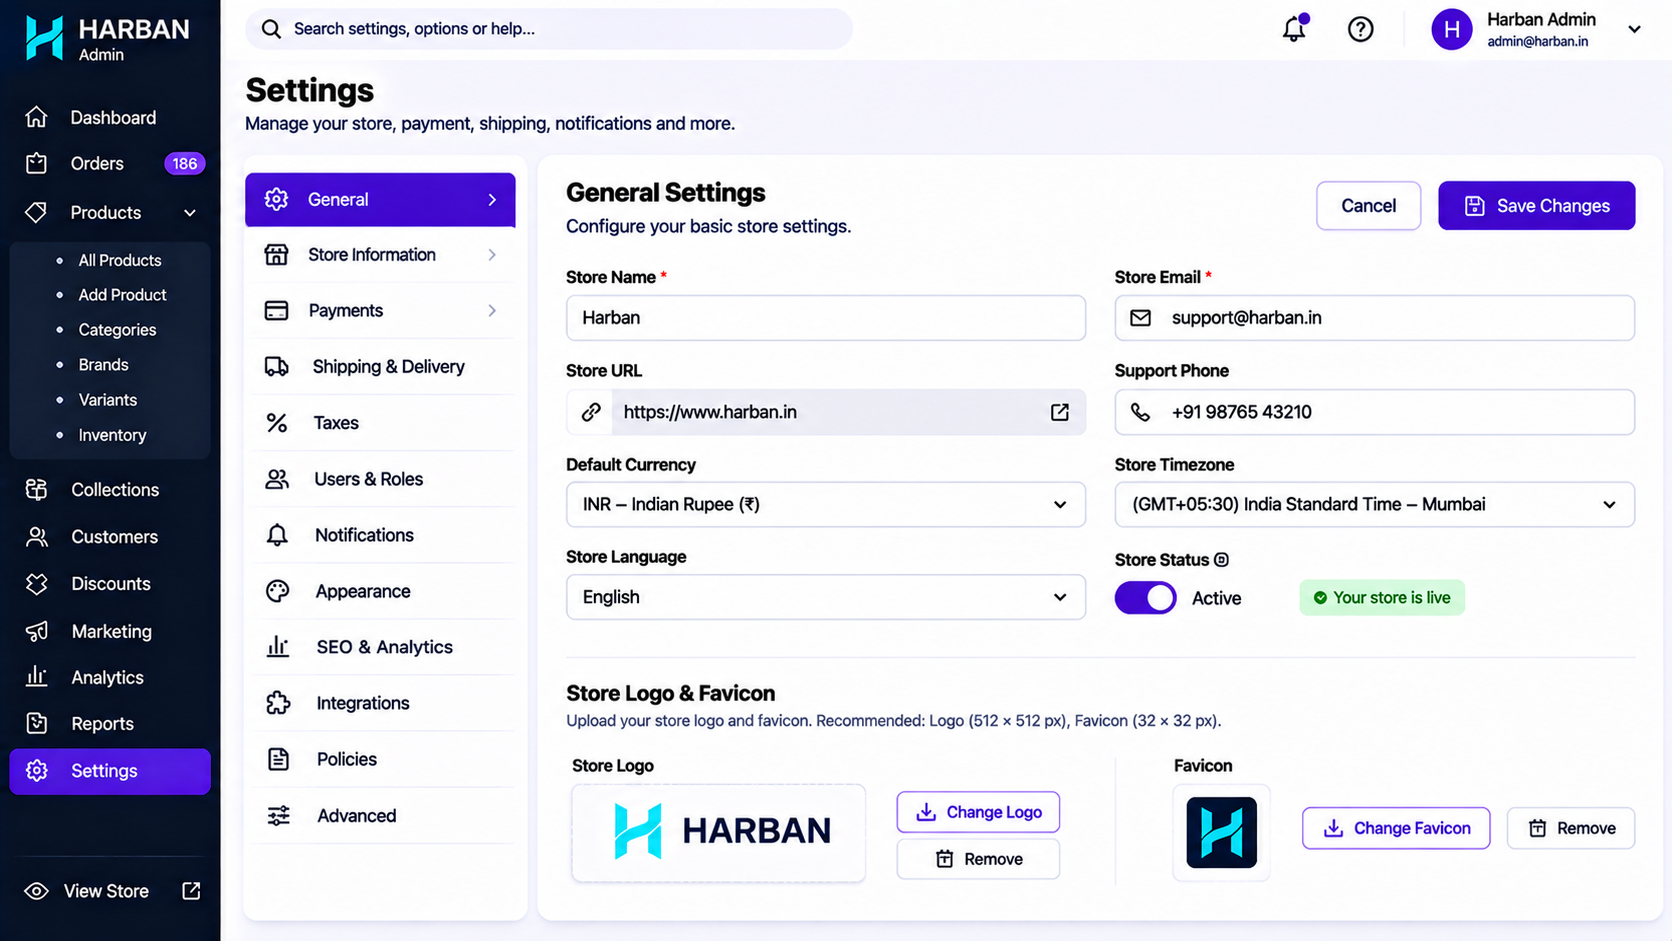 HARBAN
Admin
Search settings, options or help...
H
Harban Admin
admin@harban.in
Dashboard
Orders 186
Products
All Products
Add Product
Categories
Brands
Variants
Inventory
Collections
Customers
Discounts
Marketing
Analytics
Reports
Settings
View Store
Settings
Manage your store, payment, shipping, notifications and more.
General
Store Information
Payments
Shipping & Delivery
Taxes
Users & Roles
Notifications
Appearance
SEO & Analytics
Integrations
Policies
Advanced
General Settings
Configure your basic store settings.
Cancel
Save Changes
Store Name *
Harban
Store Email *
support@harban.in
Store URL
https://www.harban.in
Support Phone
+91 98765 43210
Default Currency
INR – Indian Rupee (₹)
Store Timezone
(GMT+05:30) India Standard Time – Mumbai
Store Language
English
Store Status
Active
Your store is live
Store Logo & Favicon
Upload your store logo and favicon. Recommended: Logo (512 × 512 px), Favicon (32 × 32 px).
Store Logo
HARBAN
Change Logo
Remove
Favicon
Change Favicon
Remove